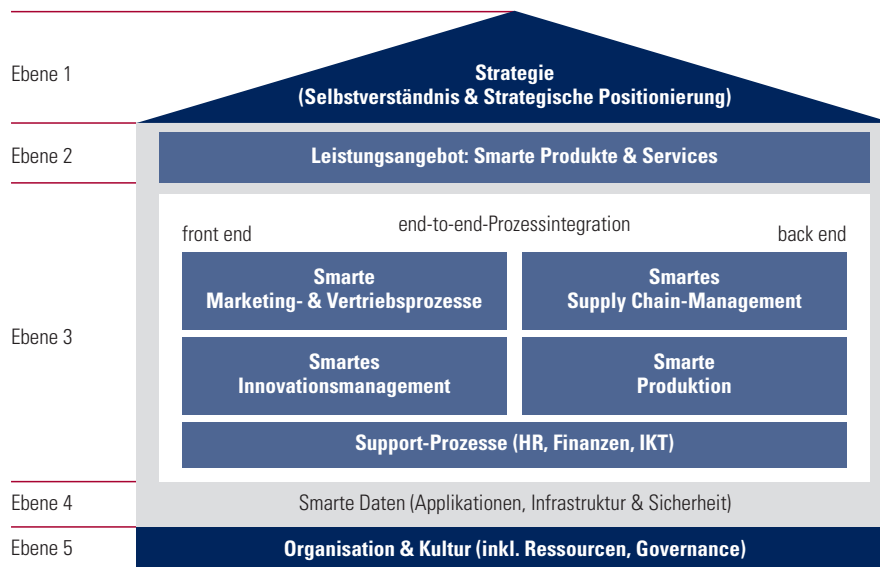 Ebene 1
Strategie
(Selbstverständnis & Strategische Positionierung)
Ebene 2
Leistungsangebot: Smarte Produkte & Services
Ebene 3
front end
end-to-end-Prozessintegration
back end
Smarte
Marketing- & Vertriebsprozesse
Smartes
Supply Chain-Management
Smartes
Innovationsmanagement
Smarte
Produktion
Support-Prozesse (HR, Finanzen, IKT)
Ebene 4
Smarte Daten (Applikationen, Infrastruktur & Sicherheit)
Ebene 5
Organisation & Kultur (inkl. Ressourcen, Governance)